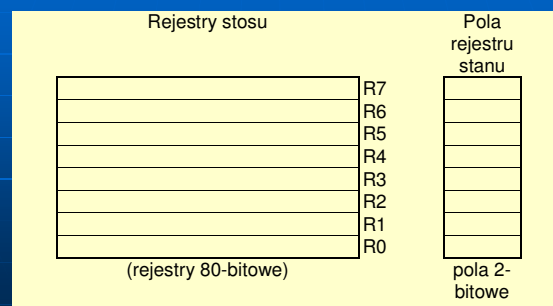 Rejestry stosu
Pola
rejestru
stanu
R7
R6
R5
R4
R3
R2
R1
R0
(rejestry 80-bitowe)
pola 2-
bitowe